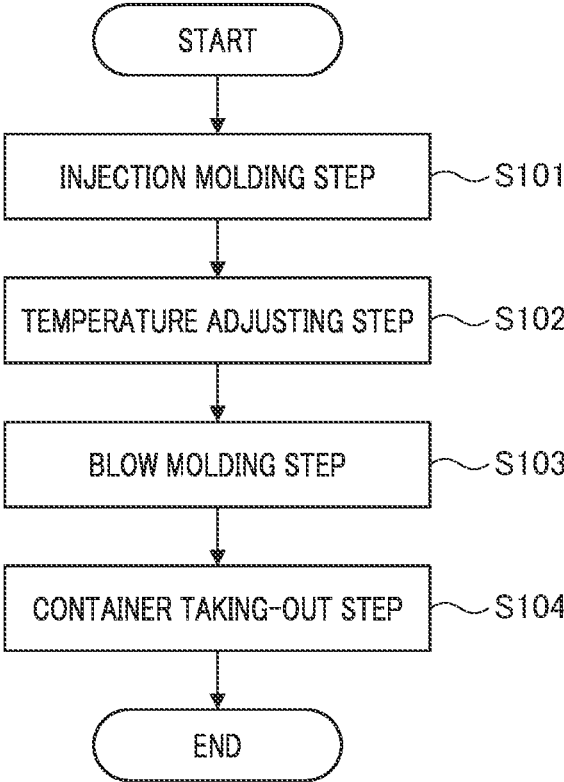 START
INJECTION MOLDING STEP
S101
TEMPERATURE ADJUSTING STEP
S102
BLOW MOLDING STEP
S103
CONTAINER TAKING-OUT STEP
S104
END